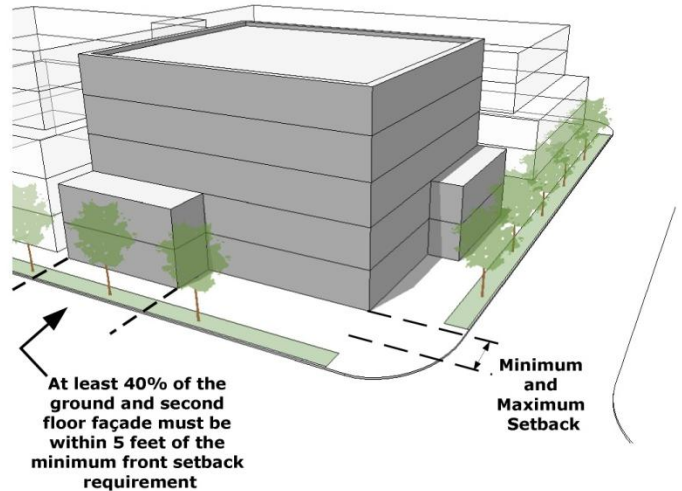 At least 40% of the
ground and second
floor façade must be
within 5 feet of the
minimum front setback
requirement
Minimum
and
Maximum
Setback